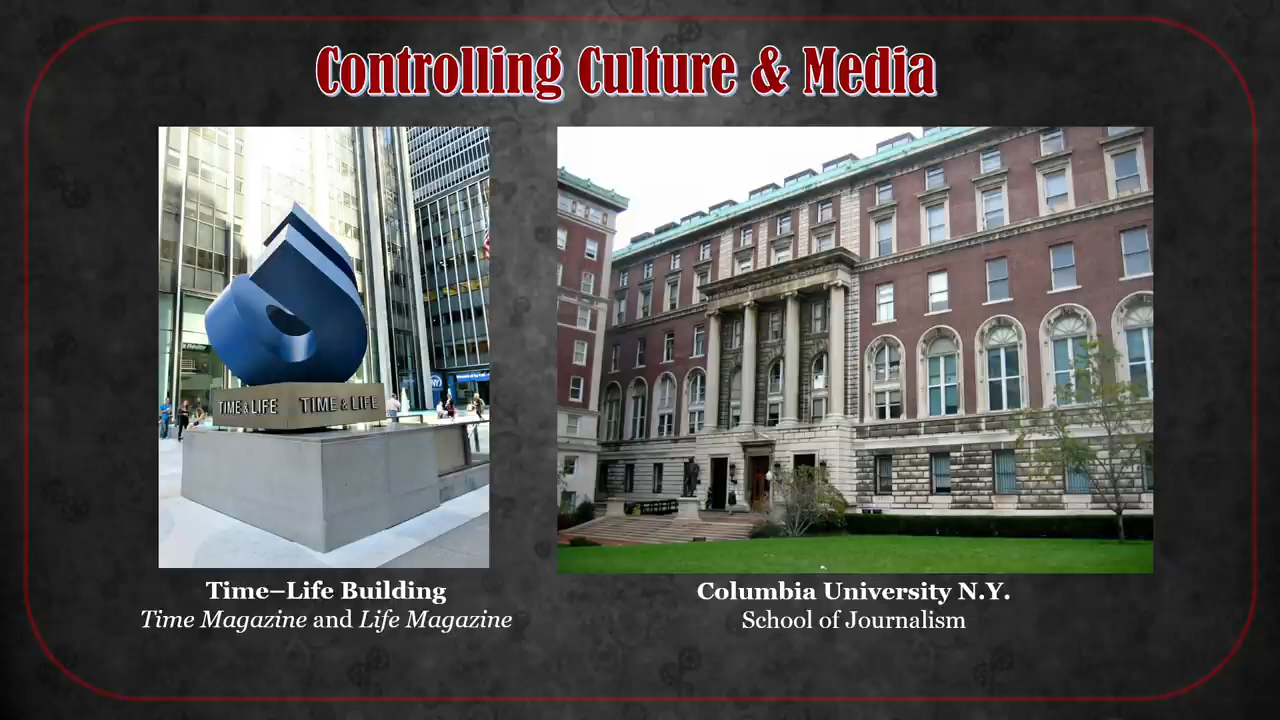 Controlling Culture & Media
TIME & LIFE TIME & LIFE
Time–Life Building
Time Magazine and Life Magazine
Columbia University N.Y.
School of Journalism